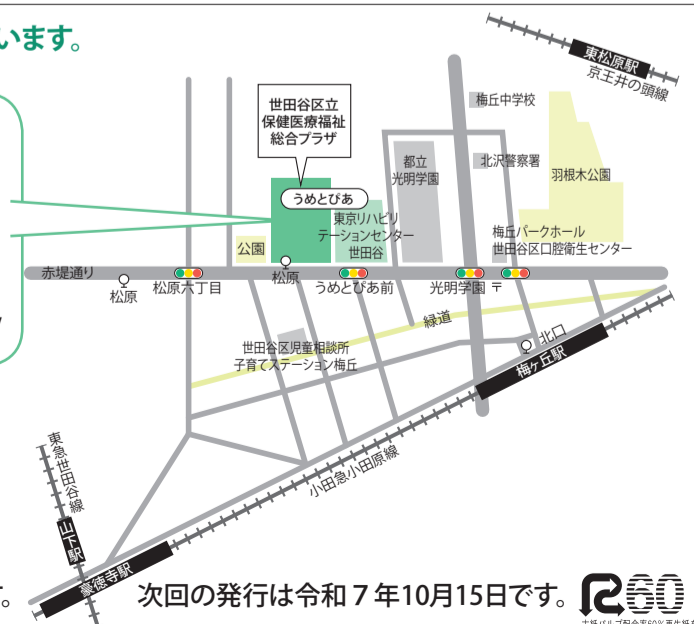 います。
東松原駅
京王井の頭線
世田谷区立
保健医療福祉
総合プラザ
うめとぴあ
梅丘中学校
都立
光明学園
北沢警察署
羽根木公園
東京リハビリ
テーションセンター
世田谷
公園
梅丘パークホール
世田谷区口腔衛生センター
赤堤通り
松原
松原六丁目
松原
うめとぴあ前
光明学園
〒
緑道
北口
世田谷区児童相談所
子育てステーション梅丘
梅ヶ丘駅
小田急小田原線
東急世田谷線
山下駅
豪徳寺駅
す。
次回の発行は令和7年10月15日です。
R60